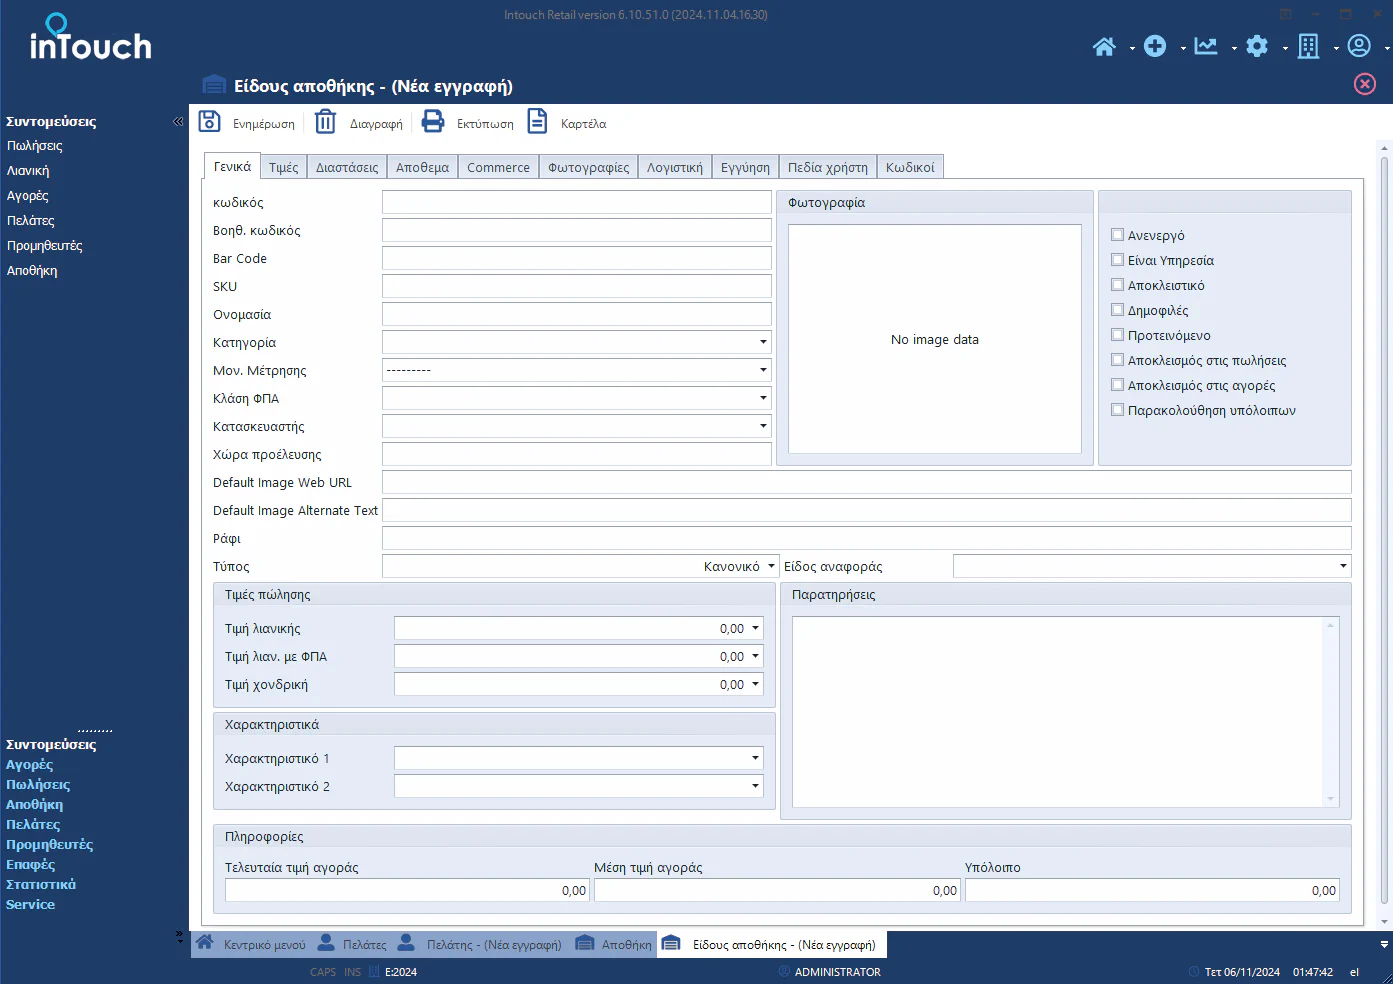 Intouch Retail version 6.10.51.0 (2024.11.04.16.30)
inTouch
Είδους αποθήκης - (Νέα εγγραφή)
Συντομεύσεις
«
Πωλήσεις
Λιανική
Αγορές
Πελάτες
Προμηθευτές
Αποθήκη
Ενημέρωση
Διαγραφή
Εκτύπωση
Καρτέλα
Γενικά
Τιμές
Διαστάσεις
Αποθεμα
Commerce
Φωτογραφίες
Λογιστική
Εγγύηση
Πεδία χρήστη
Κωδικοί
κωδικός
Βοηθ. κωδικός
Bar Code
SKU
Ονομασία
Κατηγορία
Μον. Μέτρησης ---------
Κλάση ΦΠΑ
Κατασκευαστής
Χώρα προέλευσης
Default Image Web URL
Default Image Alternate Text
Ράφι
Τύπος Κανονικό Είδος αναφοράς
Φωτογραφία
No image data
Ανενεργό
Είναι Υπηρεσία
Αποκλειστικό
Δημοφιλές
Προτεινόμενο
Αποκλεισμός στις πωλήσεις
Αποκλεισμός στις αγορές
Παρακολούθηση υπόλοιπων
Τιμές πώλησης
Τιμή λιανικής 0,00
Τιμή λιαν. με ΦΠΑ 0,00
Τιμή χονδρική 0,00
Παρατηρήσεις
Χαρακτηριστικά
Χαρακτηριστικό 1
Χαρακτηριστικό 2
Πληροφορίες
Τελευταία τιμή αγοράς Μέση τιμή αγοράς Υπόλοιπο
0,00 0,00 0,00
Συντομεύσεις
Αγορές
Πωλήσεις
Αποθήκη
Πελάτες
Προμηθευτές
Επαφές
Στατιστικά
Service
Κεντρικό μενού
Πελάτες
Πελάτης - (Νέα εγγραφή)
Αποθήκη
Είδους αποθήκης - (Νέα εγγραφή)
CAPS INS E:2024 ADMINISTRATOR Τετ 06/11/2024 01:47:42 el